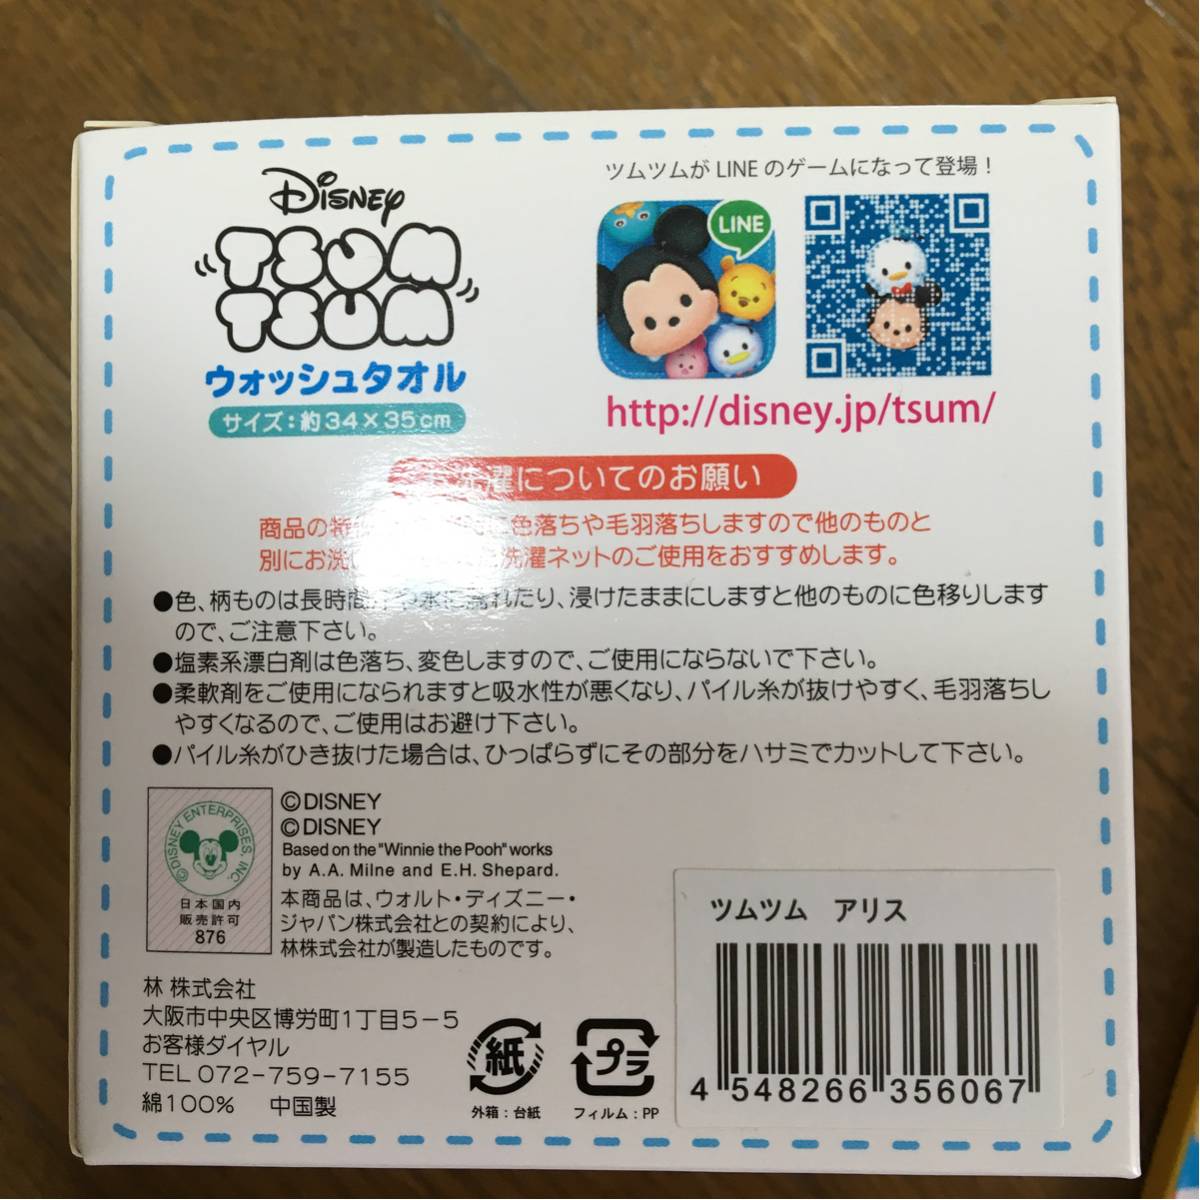 Disney
TSUM
TSUM
ウォッシュタオル
サイズ:約34×35cm
ツムツムがLINEのゲームになって登場!
LINE
http://disney.jp/tsum/
洗濯についてのお願い
商品の特 色落ちや毛羽落ちしますので他のものと
別にお洗い 洗濯ネットのご使用をおすすめします。
●色、柄ものは長時間汗や水に濡れたり、浸けたままにしますと他のものに色移りします
ので、ご注意下さい。
●塩素系漂白剤は色落ち、変色しますので、ご使用にならないで下さい。
●柔軟剤をご使用になられますと吸水性が悪くなり、パイル糸が抜けやすく、毛羽落ちし
やすくなるので、ご使用はお避け下さい。
●パイル糸がひき抜けた場合は、ひっぱらずにその部分をハサミでカットして下さい。
©DISNEY ENTERPRISES, INC.
日本国内
販売許可
876
©DISNEY
©DISNEY
Based on the "Winnie the Pooh" works
by A.A. Milne and E.H. Shepard.
本商品は、ウォルト・ディズニー・
ジャパン株式会社との契約により、
林株式会社が製造したものです。
林 株式会社
大阪市中央区博労町1丁目5-5
お客様ダイヤル
TEL 072-759-7155
綿100% 中国製
紙
外箱:台紙
プラ
フィルム:PP
ツムツム アリス
4 548266 356067